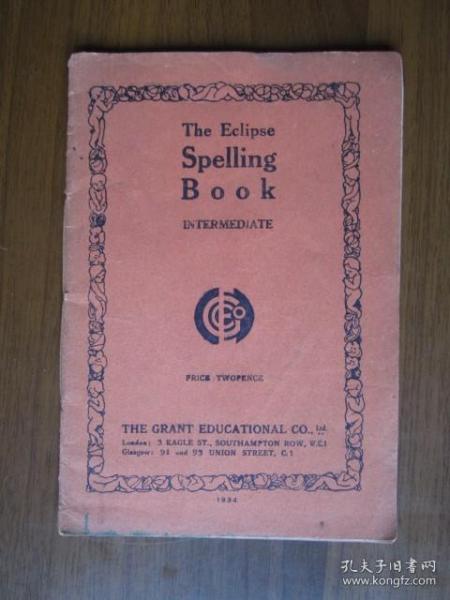 The Eclipse
Spelling
Book
INTERMEDIATE
PRICE TWOPENCE
THE GRANT EDUCATIONAL CO., Ltd.
London: 3 EAGLE ST., SOUTHAMPTON ROW, W.C.1
Glasgow: 91 and 93 UNION STREET, C.1
1934
孔夫子旧书网
www.kongfz.com